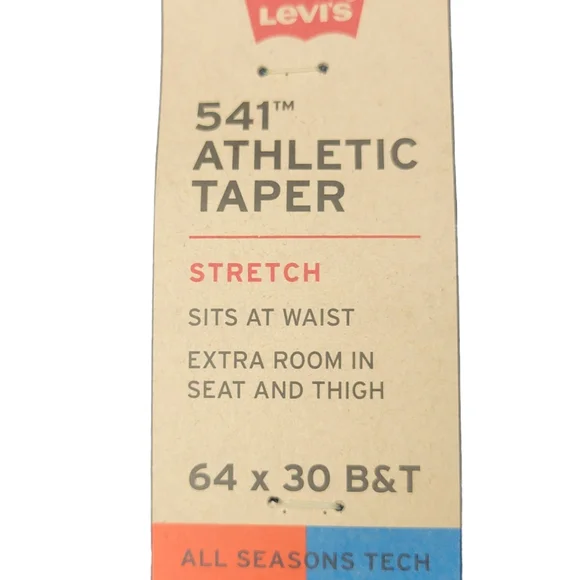 Levi's
541™
ATHLETIC
TAPER
STRETCH
SITS AT WAIST
EXTRA ROOM IN
SEAT AND THIGH
64 x 30 B&T
ALL SEASONS TECH